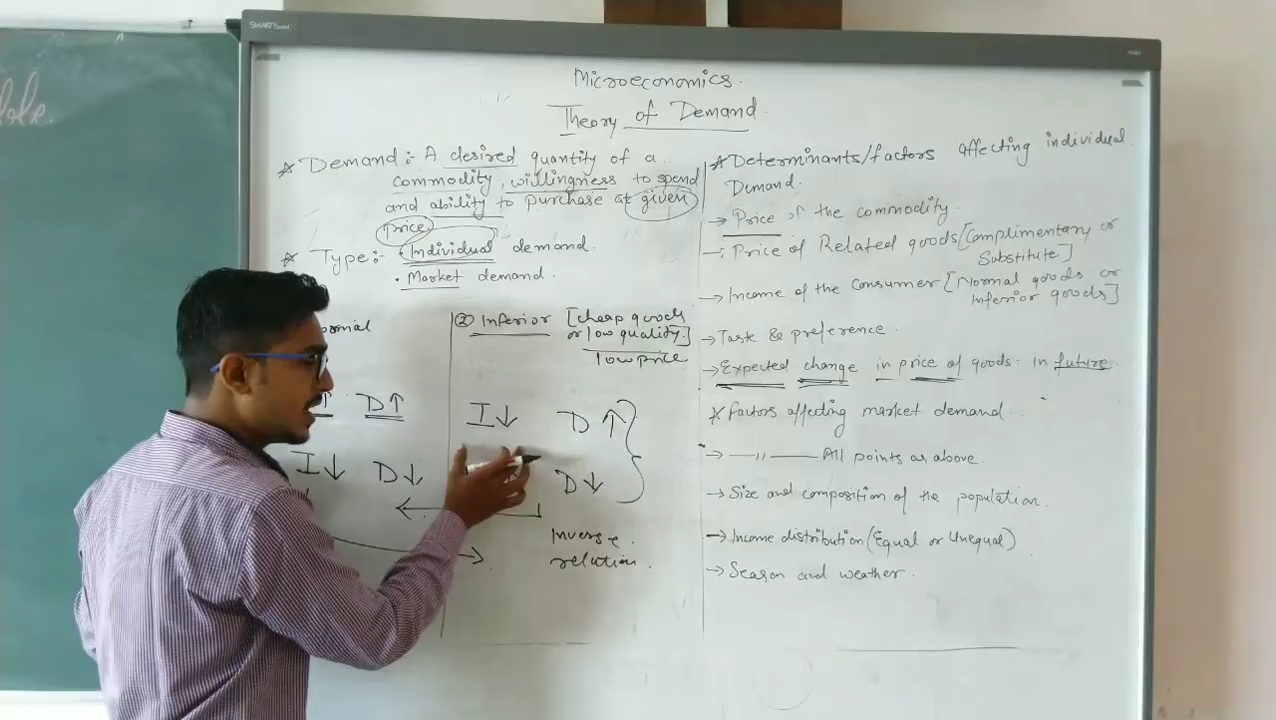 SMART Board
Microeconomics.
Theory of Demand
Demand :- A desired quantity of a
commodity, willingness to spend
and ability to purchase at given
price.
Type :- • Individual demand.
• Market demand.
② Inferior [cheap goods
or low quality]
low price
D↑
I↓ D↓
I↓ D↑
D↓
Inverse
relation.
Determinants/factors affecting individual
Demand.
→ Price of the commodity.
→ Price of Related goods [Complimentary or
Substitute]
→ Income of the consumer [Normal goods or
Inferior goods]
→ Taste & preference.
→ Expected change in price of goods in future.
Factors affecting market demand.
→ —— 〃 —— All points as above.
→ Size and composition of the population.
→ Income distribution (Equal or Unequal)
→ Season and weather.